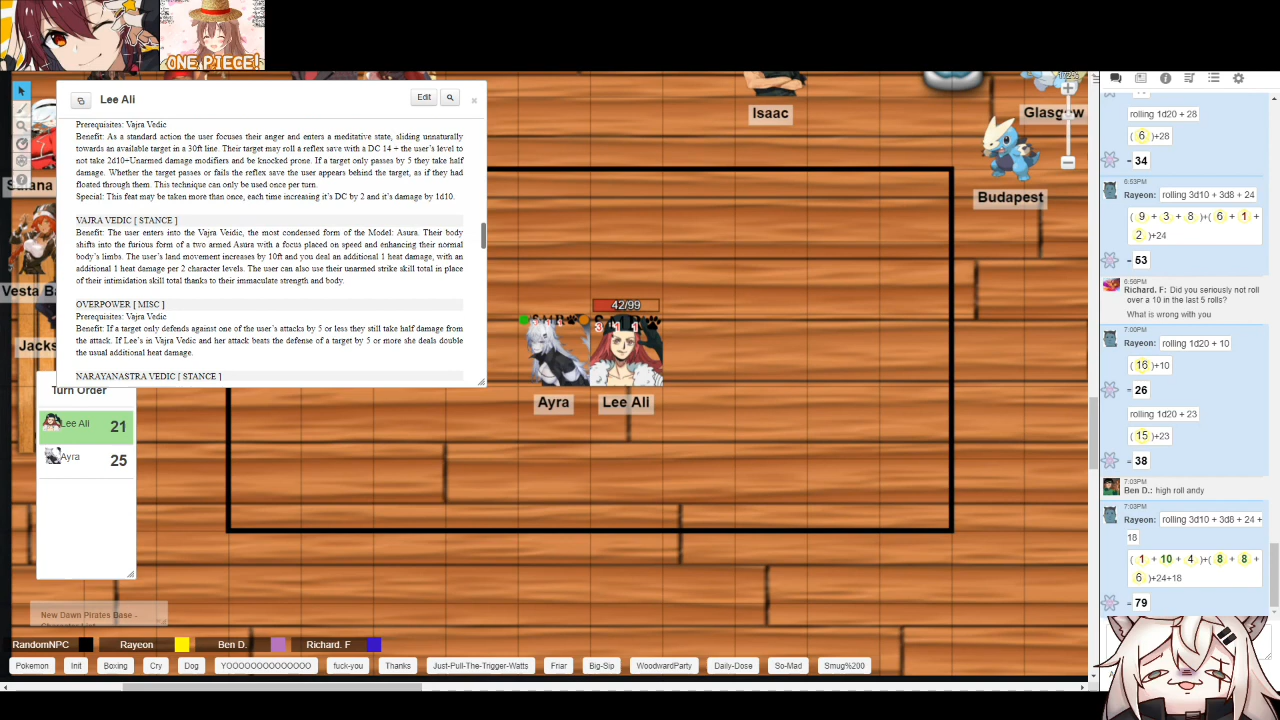 ONE PIECE!
Lee Ali
Edit
Prerequisites: Vajra Vedic
Benefit: As a standard action the user focuses their anger and enters a meditative state, sliding unnaturally
towards an available target in a 30ft line. Their target may roll a reflex save with a DC 14 + the user's level to
not take 2d10+Unarmed damage modifiers and be knocked prone. If a target only passes by 5 they take half
damage. Whether the target passes or fails the reflex save the user appears behind the target, as if they had
floated through them. This technique can only be used once per turn.
Special: This feat may be taken more than once, each time increasing it's DC by 2 and it's damage by 1d10.
VAJRA VEDIC [ STANCE ]
Benefit: The user enters into the Vajra Veidic, the most condensed form of the Model: Asura. Their body
shifts into the furious form of a two armed Asura with a focus placed on speed and enhancing their normal
body's limbs. The user's land movement increases by 10ft and you deal an additional 1 heat damage, with an
additional 1 heat damage per 2 character levels. The user can also use their unarmed strike skill total in place
of their intimidation skill total thanks to their immaculate strength and body.
OVERPOWER [ MISC ]
Prerequisites: Vajra Vedic
Benefit: If a target only defends against one of the user's attacks by 5 or less they still take half damage from
the attack. If Lee's in Vajra Vedic and her attack beats the defense of a target by 5 or more she deals double
the usual additional heat damage.
NARAYANASTRA VEDIC [ STANCE ]
Vesta Ba
Jacks
Turn Order
Lee Ali 21
Ayra 25
New Dawn Pirates Base -
Isaac
Glasgow
Budapest
42/99
3 1 1
Ayra
Lee Ali
RandomNPC
Rayeon
Ben D.
Richard. F
Pokemon
Init
Boxing
Cry
Dog
YOOOOOOOOOOOOO
fuck-you
Thanks
Just-Pull-The-Trigger-Watts
Friar
Big-Sip
WoodwardParty
Daily-Dose
So-Mad
Smug%200
rolling 1d20 + 28
( 6 )+28
= 34
6:53PM
Rayeon: rolling 3d10 + 3d8 + 24
( 9 + 3 + 8 )+( 6 + 1 +
2 )+24
= 53
6:56PM
Richard. F: Did you seriously not roll
over a 10 in the last 5 rolls?
What is wrong with you
7:00PM
Rayeon: rolling 1d20 + 10
( 16 )+10
= 26
rolling 1d20 + 23
( 15 )+23
= 38
7:03PM
Ben D.: high roll andy
7:03PM
Rayeon: rolling 3d10 + 3d8 + 24 +
18
( 1 + 10 + 4 )+( 8 + 8 +
6 )+24+18
= 79